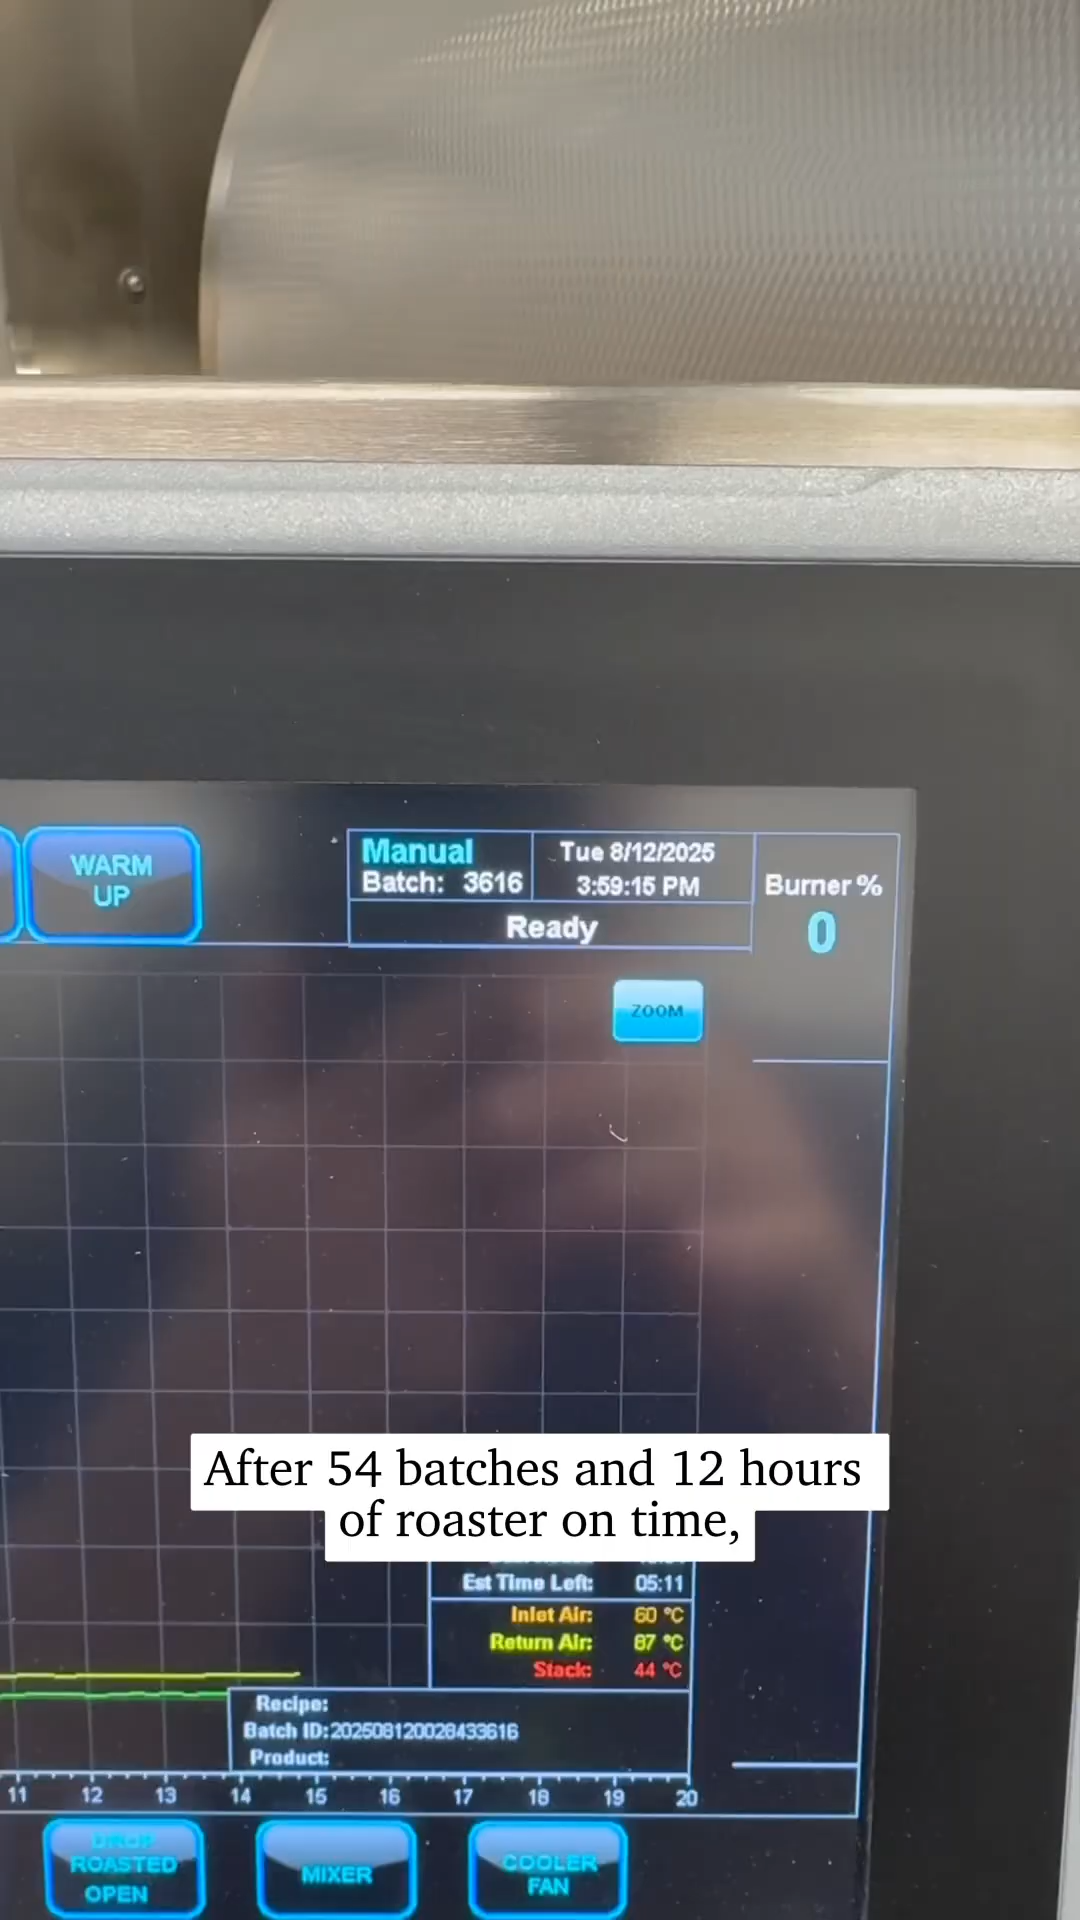 WARM
UP
Manual
Batch: 3616
Tue 8/12/2025
3:59:15 PM
Ready
Burner %
0
ZOOM
After 54 batches and 12 hours
of roaster on time,
Est Time Left: 05:11
Inlet Air: 60 °C
Return Air: 87 °C
Stack: 44 °C
Recipe:
Batch ID:202508120028433616
Product:
11 12 13 14 15 16 17 18 19 20
ROASTED
OPEN
MIXER
COOLER
FAN